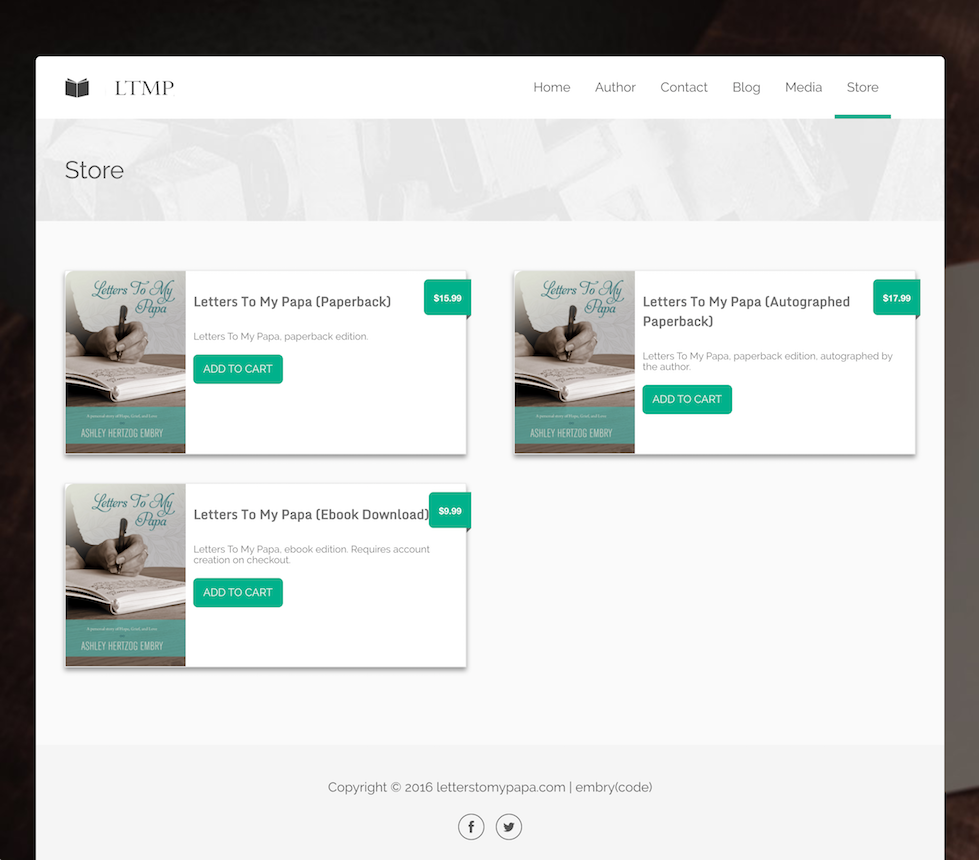 LTMP
Home Author Contact Blog Media Store
Store
Letters To My
Papa
A personal story of Hope, Grief, and Love
ASHLEY HERTZOG EMBRY
Letters To My Papa (Paperback)
$15.99
Letters To My Papa, paperback edition.
ADD TO CART
Letters To My
Papa
A personal story of Hope, Grief, and Love
ASHLEY HERTZOG EMBRY
Letters To My Papa (Autographed
Paperback)
$17.99
Letters To My Papa, paperback edition, autographed by
the author.
ADD TO CART
Letters To My
Papa
A personal story of Hope, Grief, and Love
ASHLEY HERTZOG EMBRY
Letters To My Papa (Ebook Download)
$9.99
Letters To My Papa, ebook edition. Requires account
creation on checkout.
ADD TO CART
Copyright © 2016 letterstomypapa.com | embry(code)